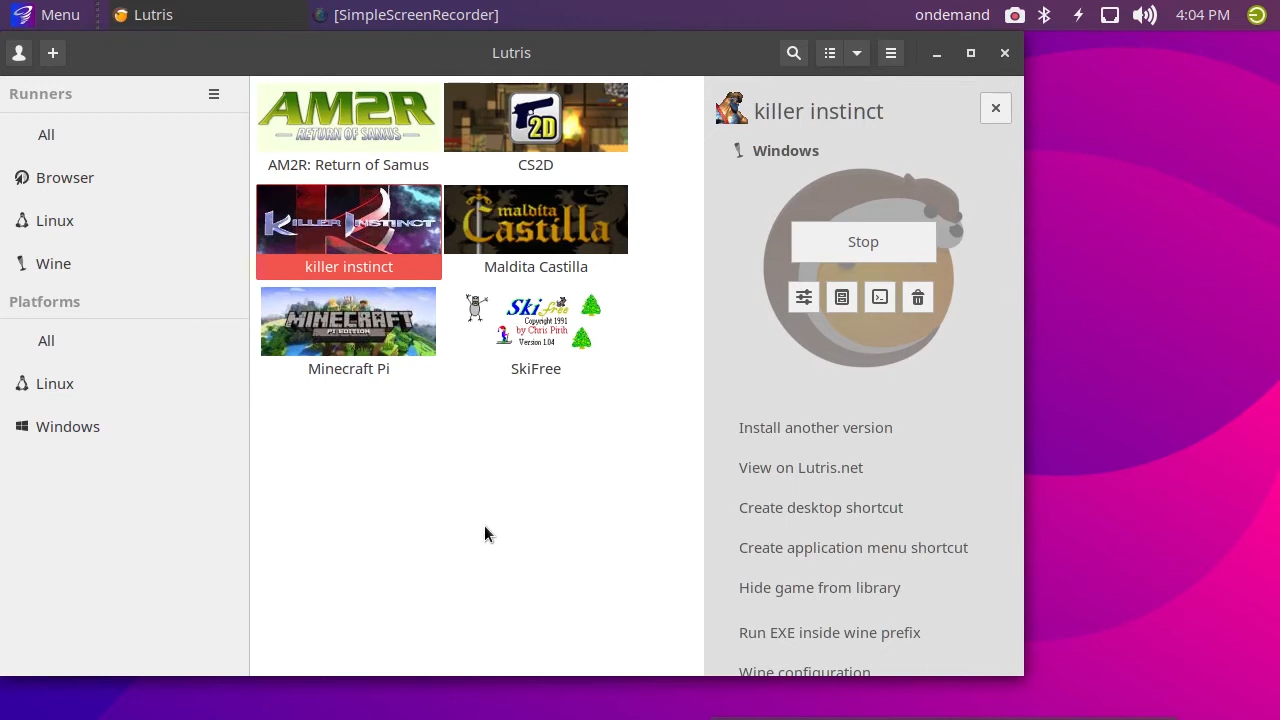 Menu
Lutris
[SimpleScreenRecorder]
ondemand
4:04 PM
Lutris
Runners
All
Browser
Linux
Wine
Platforms
All
Linux
Windows
AM2R
RETURN OF SAMUS
AM2R: Return of Samus
2D
CS2D
KILLER INSTINCT
killer instinct
maldita
Castilla
Maldita Castilla
MINECRAFT
PI EDITION
Minecraft Pi
Ski free
Copyright 1991
by Chris Pirih
Version 1.04
SkiFree
killer instinct
Windows
Stop
Install another version
View on Lutris.net
Create desktop shortcut
Create application menu shortcut
Hide game from library
Run EXE inside wine prefix
Wine configuration